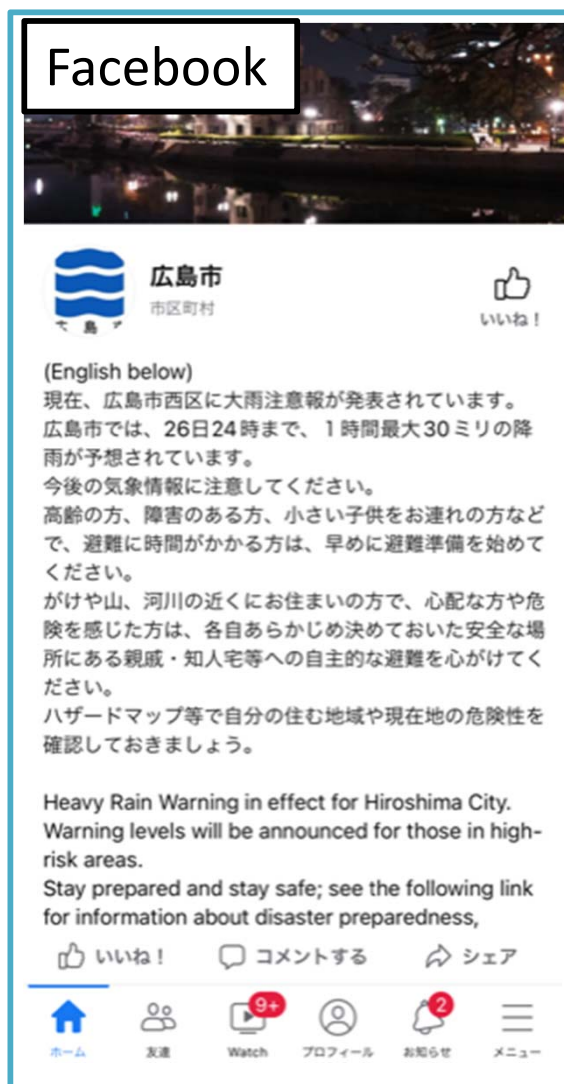 Facebook
広島市
市区町村
いいね！
(English below)
現在、広島市西区に大雨注意報が発表されています。
広島市では、26日24時まで、１時間最大30ミリの降
雨が予想されています。
今後の気象情報に注意してください。
高齢の方、障害のある方、小さい子供をお連れの方など
で、避難に時間がかかる方は、早めに避難準備を始めて
ください。
がけや山、河川の近くにお住まいの方で、心配な方や危
険を感じた方は、各自あらかじめ決めておいた安全な場
所にある親戚・知人宅等への自主的な避難を心がけてく
ださい。
ハザードマップ等で自分の住む地域や現在地の危険性を
確認しておきましょう。
Heavy Rain Warning in effect for Hiroshima City.
Warning levels will be announced for those in high-
risk areas.
Stay prepared and stay safe; see the following link
for information about disaster preparedness,
いいね！ コメントする シェア
9+ 2
ホーム 友達 Watch プロフィール お知らせ メニュー